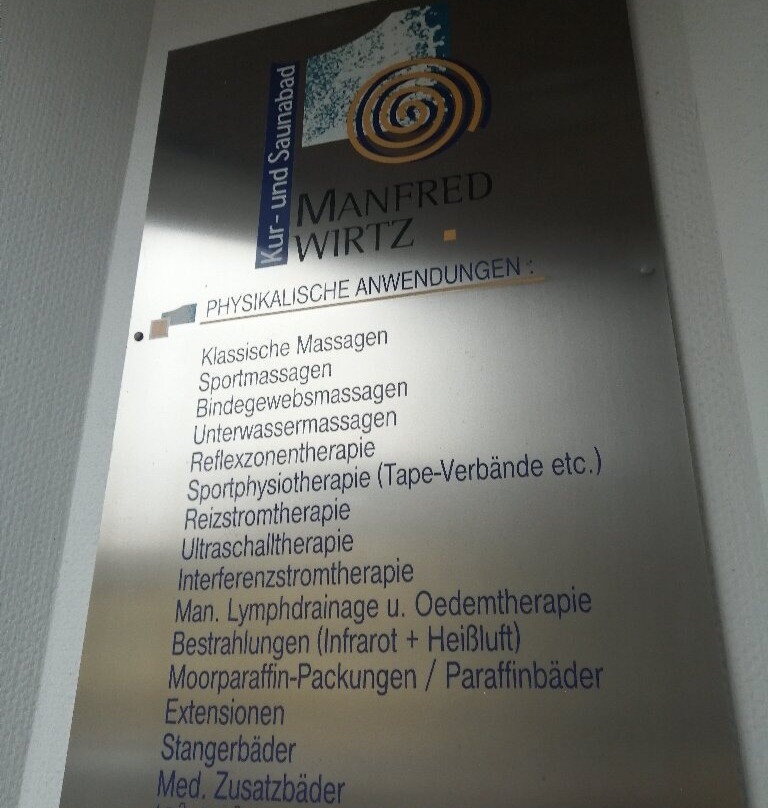 Kur- und Saunabad
MANFRED
WIRTZ
PHYSIKALISCHE ANWENDUNGEN :
Klassische Massagen
Sportmassagen
Bindegewebsmassagen
Unterwassermassagen
Reflexzonentherapie
Sportphysiotherapie (Tape-Verbände etc.)
Reizstromtherapie
Ultraschalltherapie
Interferenzstromtherapie
Man. Lymphdrainage u. Oedemtherapie
Bestrahlungen (Infrarot + Heißluft)
Moorparaffin-Packungen / Paraffinbäder
Extensionen
Stangerbäder
Med. Zusatzbäder